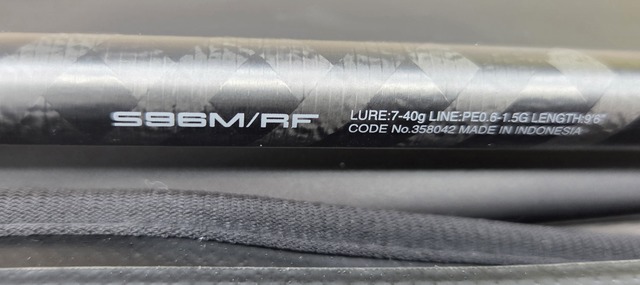 S96M/RF
LURE:7-40g LINE:PE0.6-1.5G LENGTH:9'6"
CODE No.358042 MADE IN INDONESIA